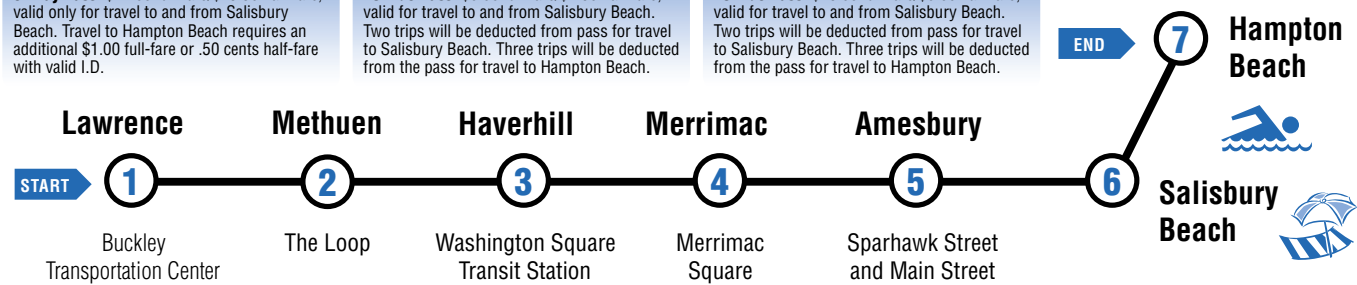 valid only for travel to and from Salisbury
Beach. Travel to Hampton Beach requires an
additional $1.00 full-fare or .50 cents half-fare
with valid I.D.
valid for travel to and from Salisbury Beach.
Two trips will be deducted from pass for travel
to Salisbury Beach. Three trips will be deducted
from the pass for travel to Hampton Beach.
valid for travel to and from Salisbury Beach.
Two trips will be deducted from pass for travel
to Salisbury Beach. Three trips will be deducted
from the pass for travel to Hampton Beach.
END
7
Hampton
Beach
Lawrence
Methuen
Haverhill
Merrimac
Amesbury
START
1
2
3
4
5
6
Salisbury
Beach
Buckley
Transportation Center
The Loop
Washington Square
Transit Station
Merrimac
Square
Sparhawk Street
and Main Street